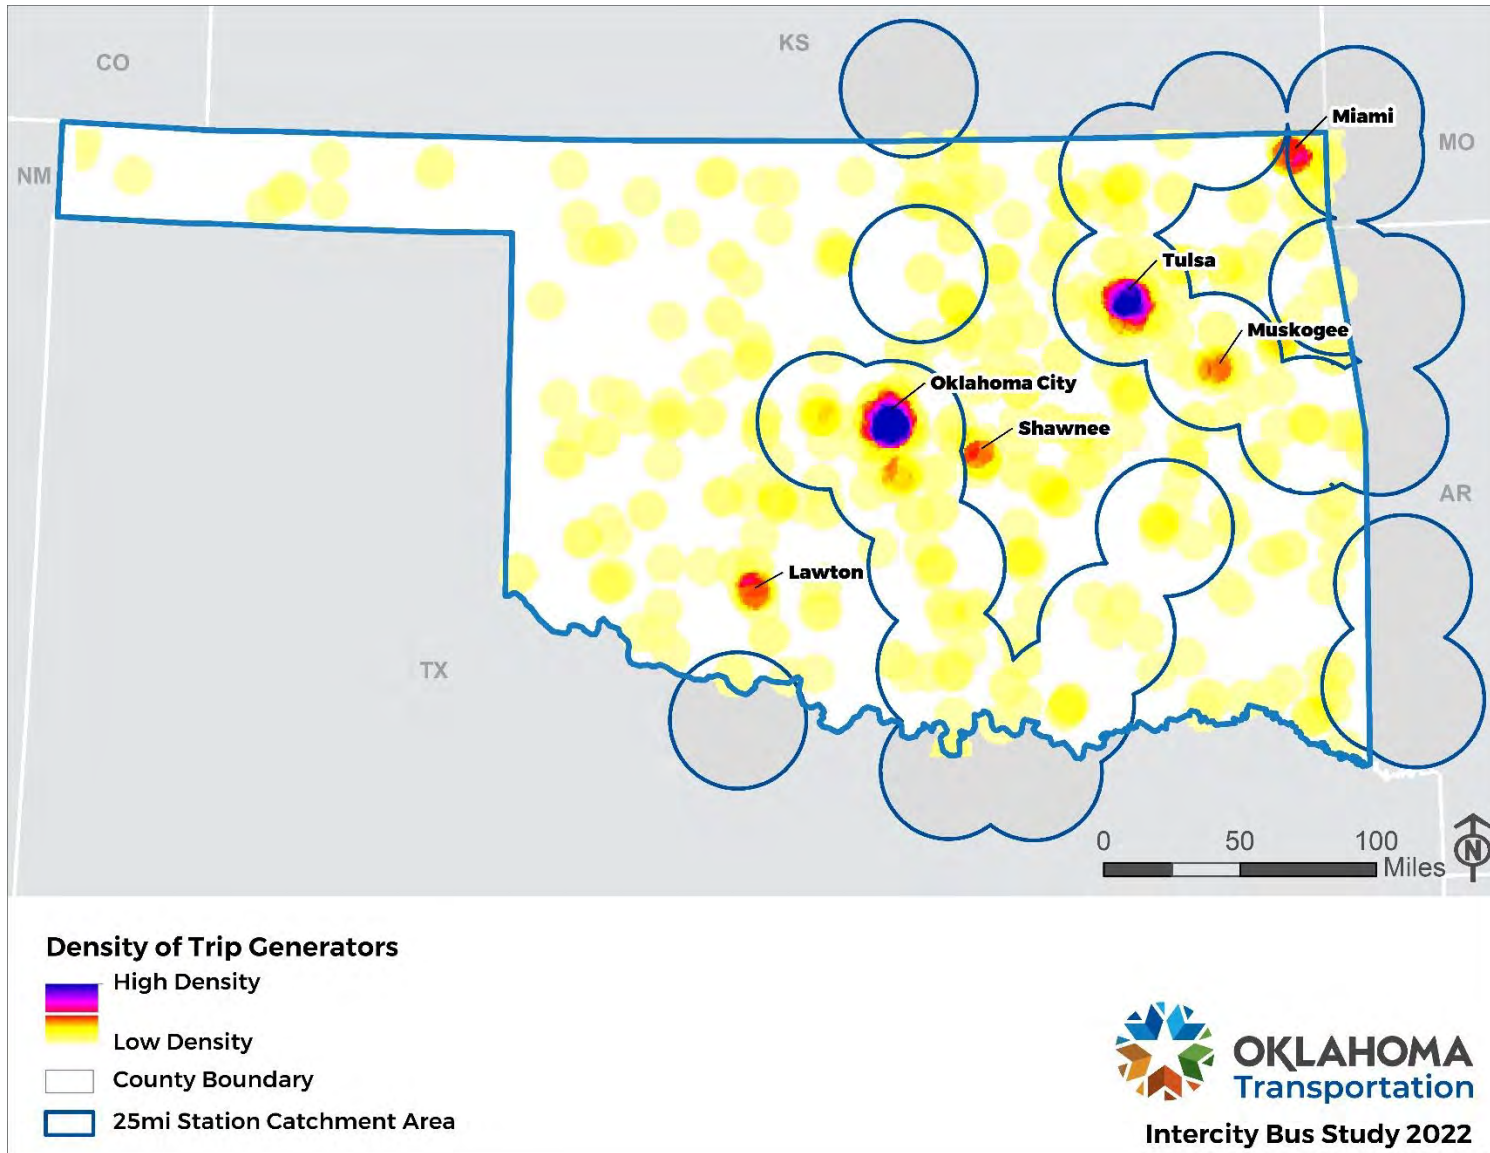 CO
KS
Miami
MO
NM
Tulsa
Muskogee
Oklahoma City
Shawnee
AR
Lawton
TX
0 50 100
Miles
N
Density of Trip Generators
High Density
Low Density
County Boundary
25mi Station Catchment Area
OKLAHOMA
Transportation
Intercity Bus Study 2022